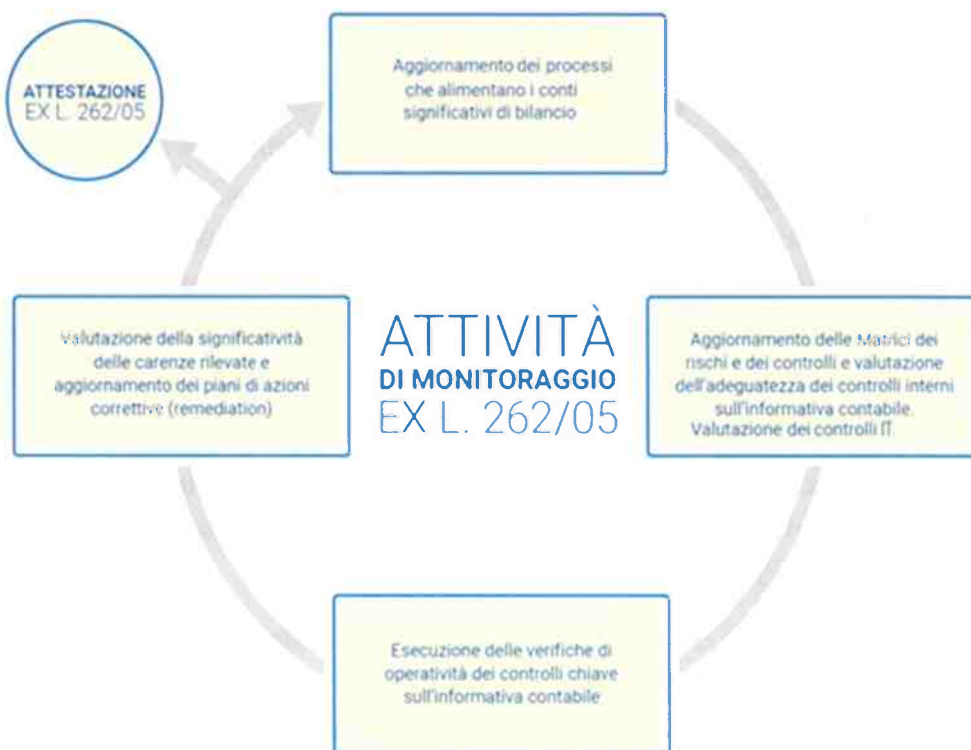 ATTESTAZIONE
EX L. 262/05
Aggiornamento dei processi
che alimentano i conti
significativi di bilancio
Valutazione della significatività
delle carenze rilevate e
aggiornamento dei piani di azioni
correttive (remediation)
ATTIVITÀ
DI MONITORAGGIO
EX L. 262/05
Aggiornamento delle Matrici dei
rischi e dei controlli e valutazione
dell'adeguatezza dei controlli interni
sull'informativa contabile.
Valutazione dei controlli IT.
Esecuzione delle verifiche di
operatività dei controlli chiave
sull'informativa contabile